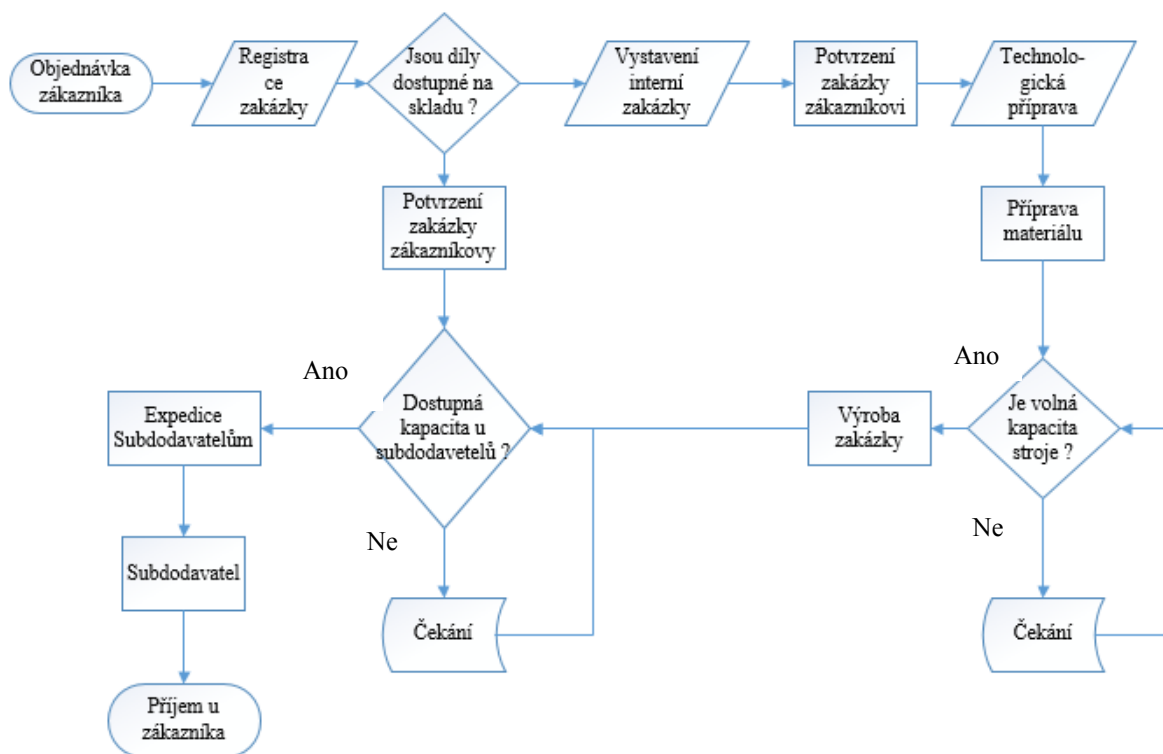 Objednávka
zákazníka
Registra
ce
zakázky
Jsou díly
dostupné na
skladu ?
Vystavení
interní
zakázky
Potvrzení
zakázky
zákazníkovi
Technolo-
gická
příprava
Potvrzení
zakázky
zákazníkovy
Příprava
materiálu
Ano
Ano
Expedice
Subdodavatelům
Dostupná
kapacita u
subdodavetelů ?
Výroba
zakázky
Je volná
kapacita
stroje ?
Ne
Ne
Subdodavatel
Čekání
Čekání
Příjem u
zákazníka